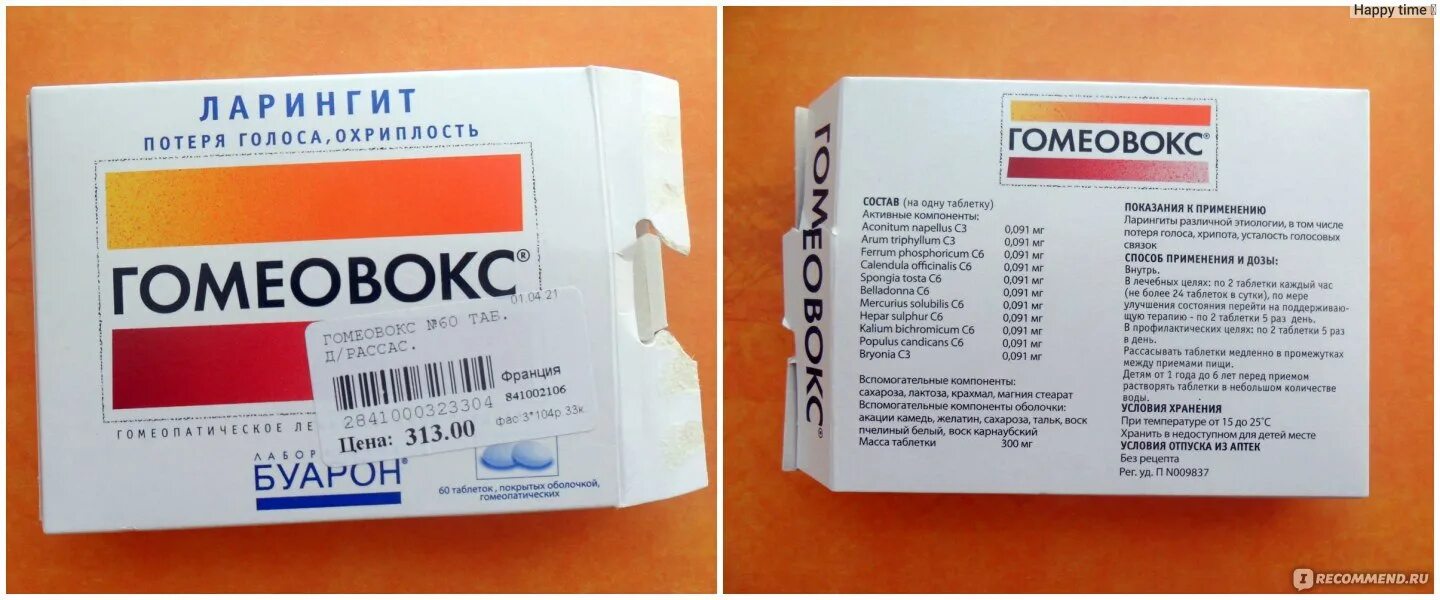 ЛАРИНГИТ
ПОТЕРЯ ГОЛОСА, ОХРИПЛОСТЬ
ГОМЕОВОКС®
01.04.21
ГОМЕОВОКС №60 ТАБ.
Д/РАССАС.
Франция
841002106
2841000323304
фас 3*104р.33к.
Цена: 313.00
ГОМЕОПАТИЧЕСКОЕ
БУАРОН®
60 таблеток, покрытых оболочкой,
гомеопатических
Happy time
ГОМЕОВОКС®
ГОМЕОВОКС®
СОСТАВ (на одну таблетку)
Активные компоненты:
Aconitum napellus C3 0,091 мг
Arum triphyllum C3 0,091 мг
Ferrum phosphoricum C6 0,091 мг
Calendula officinalis C6 0,091 мг
Spongia tosta C6 0,091 мг
Belladonna C6 0,091 мг
Mercurius solubilis C6 0,091 мг
Hepar sulphur C6 0,091 мг
Kalium bichromicum C6 0,091 мг
Populus candicans C6 0,091 мг
Bryonia C3 0,091 мг
Вспомогательные компоненты:
сахароза, лактоза, крахмал, магния стеарат
Вспомогательные компоненты оболочки:
акации камедь, желатин, сахароза, тальк, воск
пчелиный белый, воск карнаубский
Масса таблетки 300 мг
ПОКАЗАНИЯ К ПРИМЕНЕНИЮ
Ларингиты различной этиологии, в том числе
потеря голоса, хрипота, усталость голосовых
связок
СПОСОБ ПРИМЕНЕНИЯ И ДОЗЫ:
Внутрь.
В лечебных целях: по 2 таблетки каждый час
(не более 24 таблеток в сутки), по мере
улучшения состояния перейти на поддерживаю-
щую терапию - по 2 таблетки 5 раз день.
В профилактических целях: по 2 таблетки 5 раз
в день.
Рассасывать таблетки медленно в промежутках
между приемами пищи.
Детям от 1 года до 6 лет перед приемом
растворять таблетки в небольшом количестве
воды.
УСЛОВИЯ ХРАНЕНИЯ
При температуре от 15 до 25°С
Хранить в недоступном для детей месте
УСЛОВИЯ ОТПУСКА ИЗ АПТЕК
Без рецепта
Рег. уд. П N009837
IRECOMMEND.RU